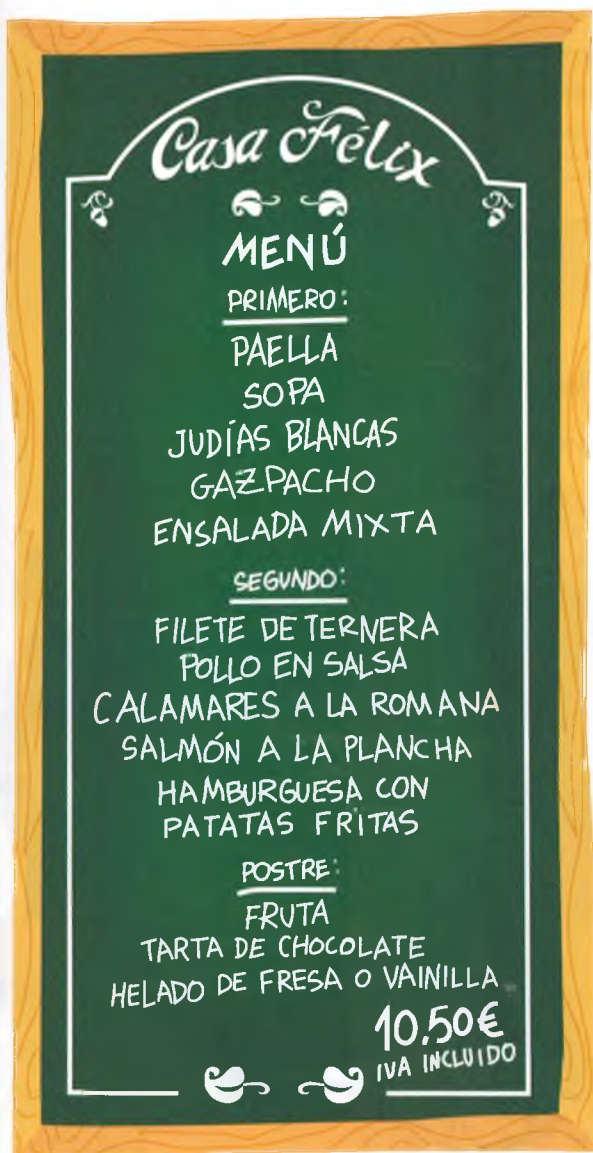 Casa Félix
MENÚ
PRIMERO:
PAELLA
SOPA
JUDÍAS BLANCAS
GAZPACHO
ENSALADA MIXTA
SEGUNDO:
FILETE DE TERNERA
POLLO EN SALSA
CALAMARES A LA ROMANA
SALMÓN A LA PLANCHA
HAMBURGUESA CON
PATATAS FRITAS
POSTRE:
FRUTA
TARTA DE CHOCOLATE
HELADO DE FRESA O VAINILLA
10.50€
IVA INCLUIDO